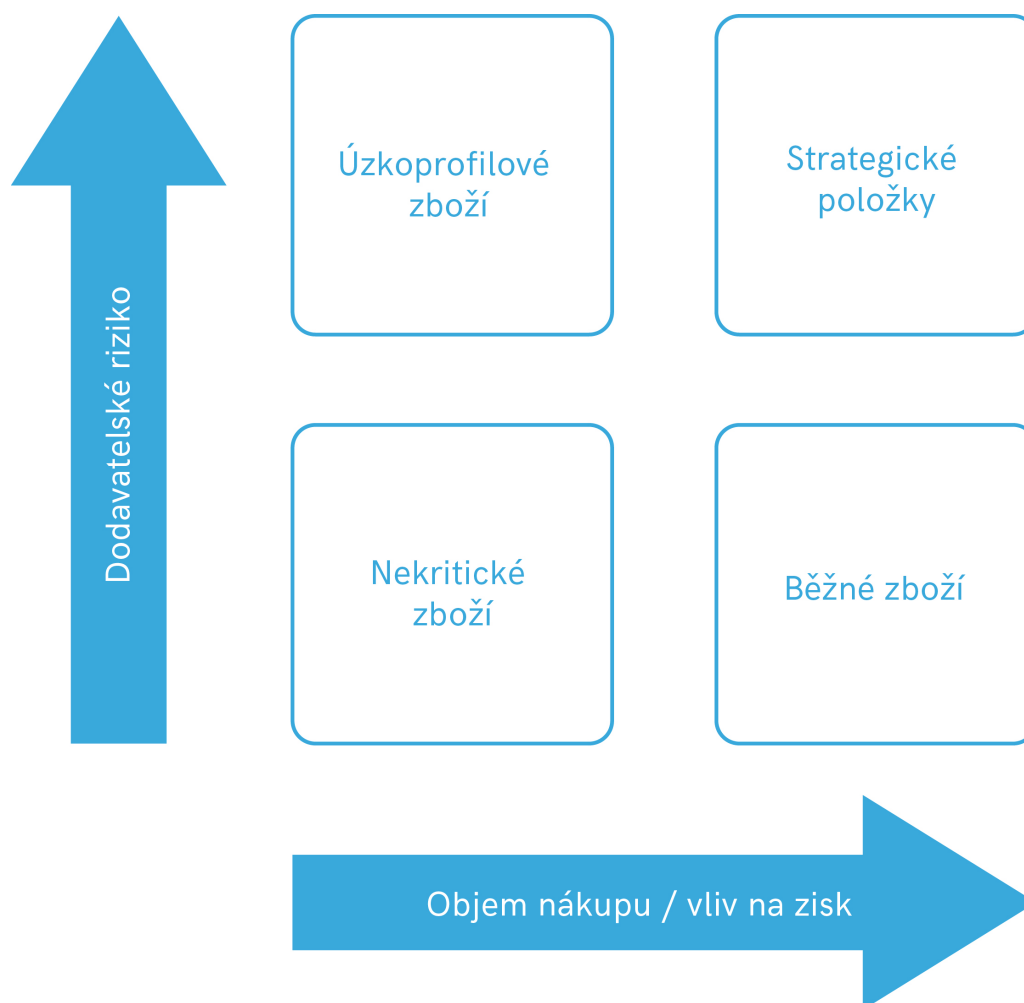 Úzkoprofilové
zboží
Strategické
položky
Dodavatelské riziko
Nekritické
zboží
Běžné zboží
Objem nákupu / vliv na zisk